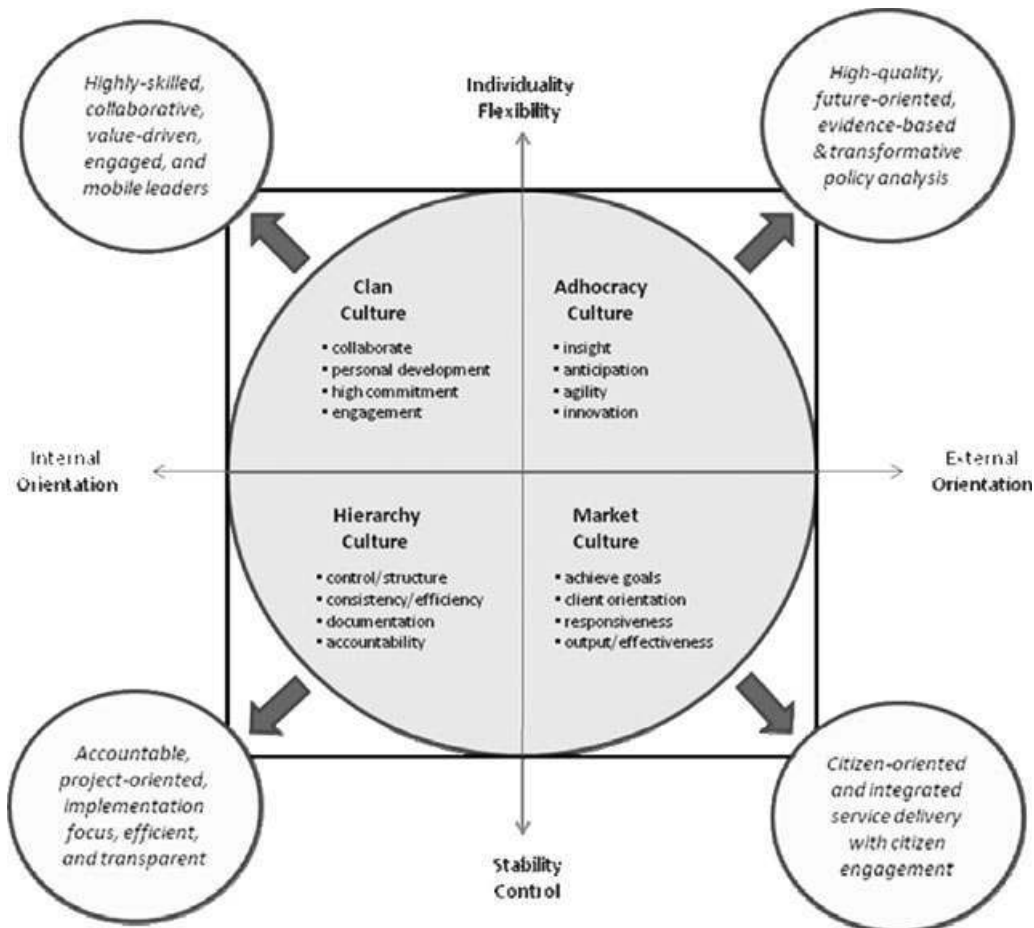 Highly-skilled,
collaborative,
value-driven,
engaged, and
mobile leaders
Individuality
Flexibility
High-quality,
future-oriented,
evidence-based
& transformative
policy analysis
Clan
Culture
▪ collaborate
▪ personal development
▪ high commitment
▪ engagement
Adhocracy
Culture
▪ insight
▪ anticipation
▪ agility
▪ innovation
Internal
Orientation
External
Orientation
Hierarchy
Culture
▪ control/structure
▪ consistency/efficiency
▪ documentation
▪ accountability
Market
Culture
▪ achieve goals
▪ client orientation
▪ responsiveness
▪ output/effectiveness
Accountable,
project-oriented,
implementation
focus, efficient,
and transparent
Stability
Control
Citizen-oriented
and integrated
service delivery
with citizen
engagement